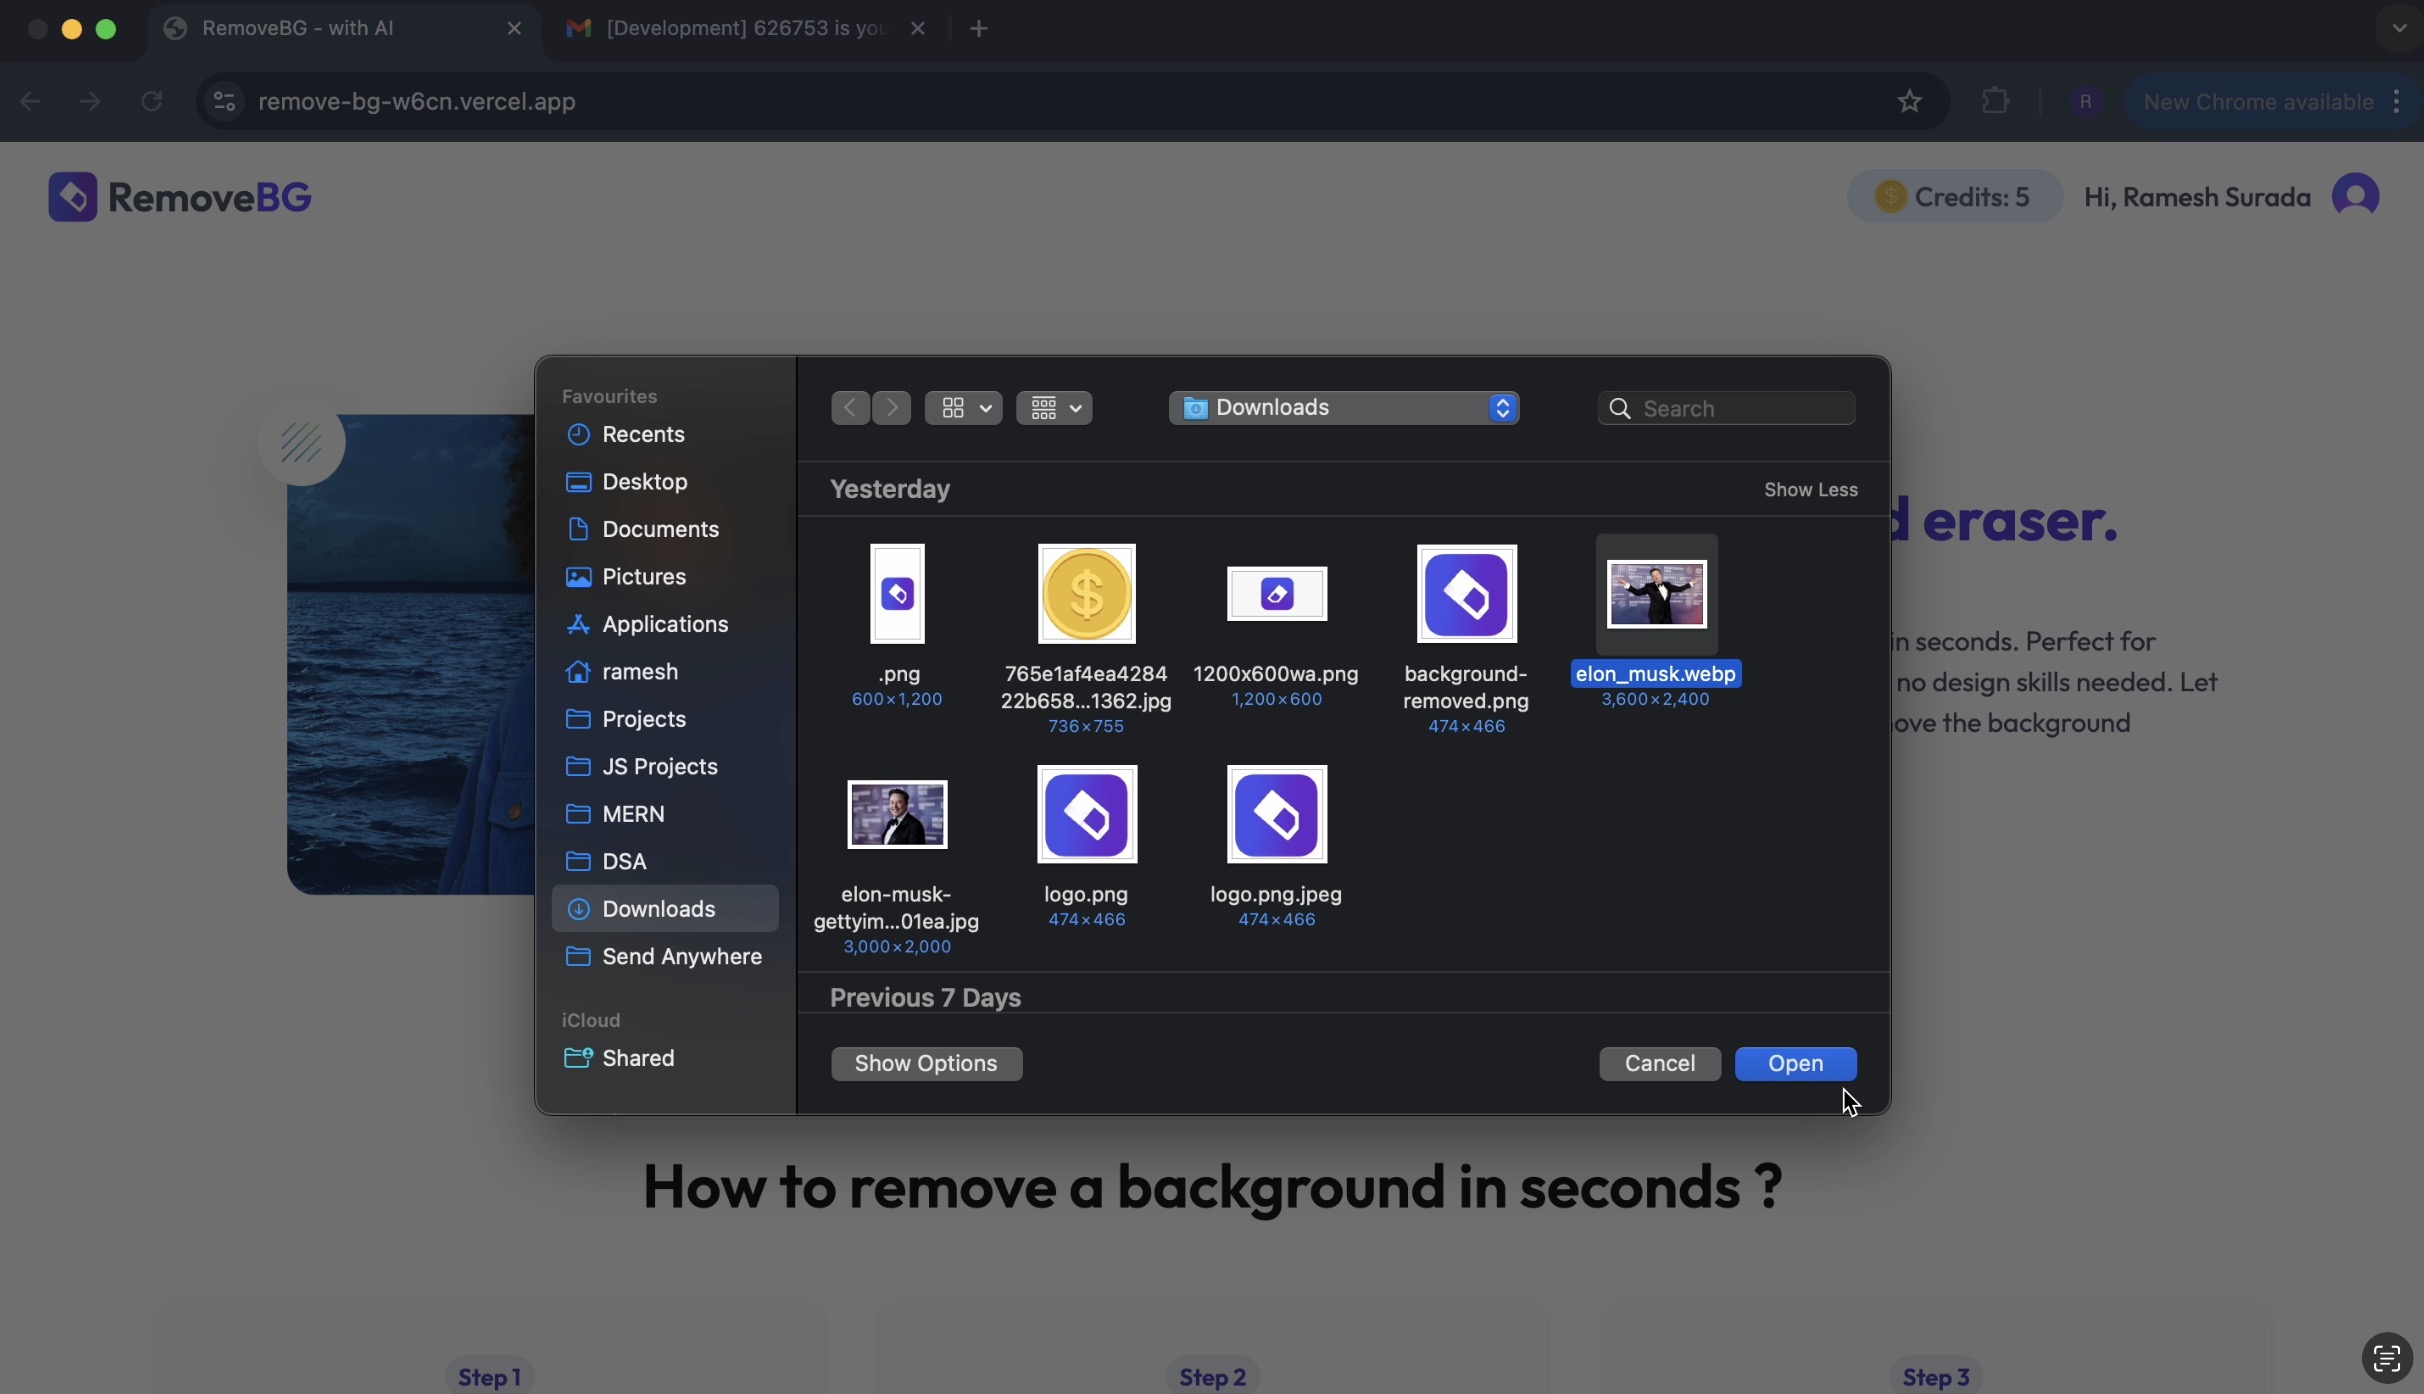 RemoveBG - with AI
[Development] 626753 is you
remove-bg-w6cn.vercel.app
R
New Chrome available
RemoveBG
Credits: 5
Hi, Ramesh Surada
Favourites
Recents
Desktop
Documents
Pictures
Applications
ramesh
Projects
JS Projects
MERN
DSA
Downloads
Send Anywhere
iCloud
Shared
Downloads
Search
Yesterday
Show Less
.png
600×1,200
765e1af4ea4284
22b658...1362.jpg
736×755
1200x600wa.png
1,200×600
background-
removed.png
474×466
elon_musk.webp
3,600×2,400
elon-musk-
gettyim...01ea.jpg
3,000×2,000
logo.png
474×466
logo.png.jpeg
474×466
Previous 7 Days
Show Options
Cancel
Open
eraser.
in seconds. Perfect for
no design skills needed. Let
ove the background
How to remove a background in seconds ?
Step 1
Step 2
Step 3